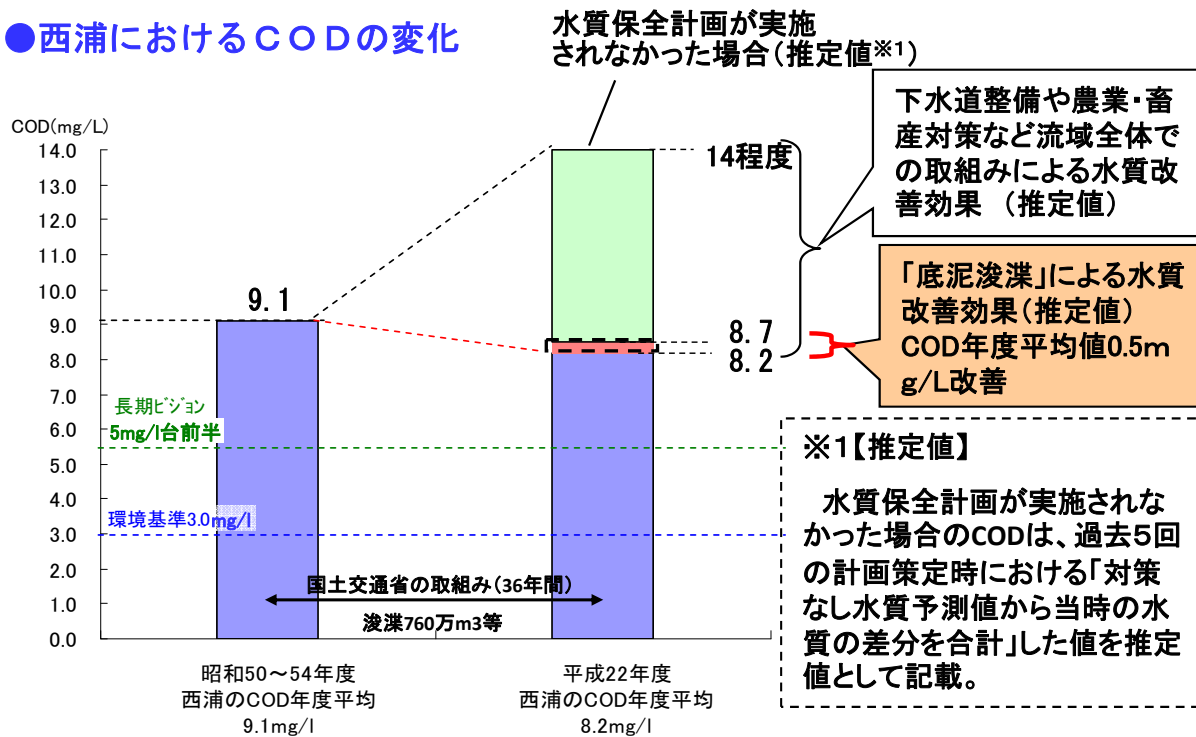 ●西浦におけるCODの変化
水質保全計画が実施
されなかった場合(推定値※1)
COD(mg/L)
14.0
13.0
12.0
11.0
10.0
9.0
8.0
7.0
6.0
5.0
4.0
3.0
2.0
1.0
0.0
9.1
14程度
8.7
8.2
下水道整備や農業・畜
産対策など流域全体で
の取組みによる水質改
善効果 (推定値)
「底泥浚渫」による水質
改善効果(推定値)
COD年度平均値0.5m
g/L改善
長期ビジョン
5mg/l台前半
環境基準3.0mg/l
国土交通省の取組み(36年間)
浚渫760万m3等
昭和50~54年度
西浦のCOD年度平均
9.1mg/l
平成22年度
西浦のCOD年度平均
8.2mg/l
※1【推定値】
水質保全計画が実施されな
かった場合のCODは、過去5回
の計画策定時における「対策
なし水質予測値から当時の水
質の差分を合計」した値を推定
値として記載。